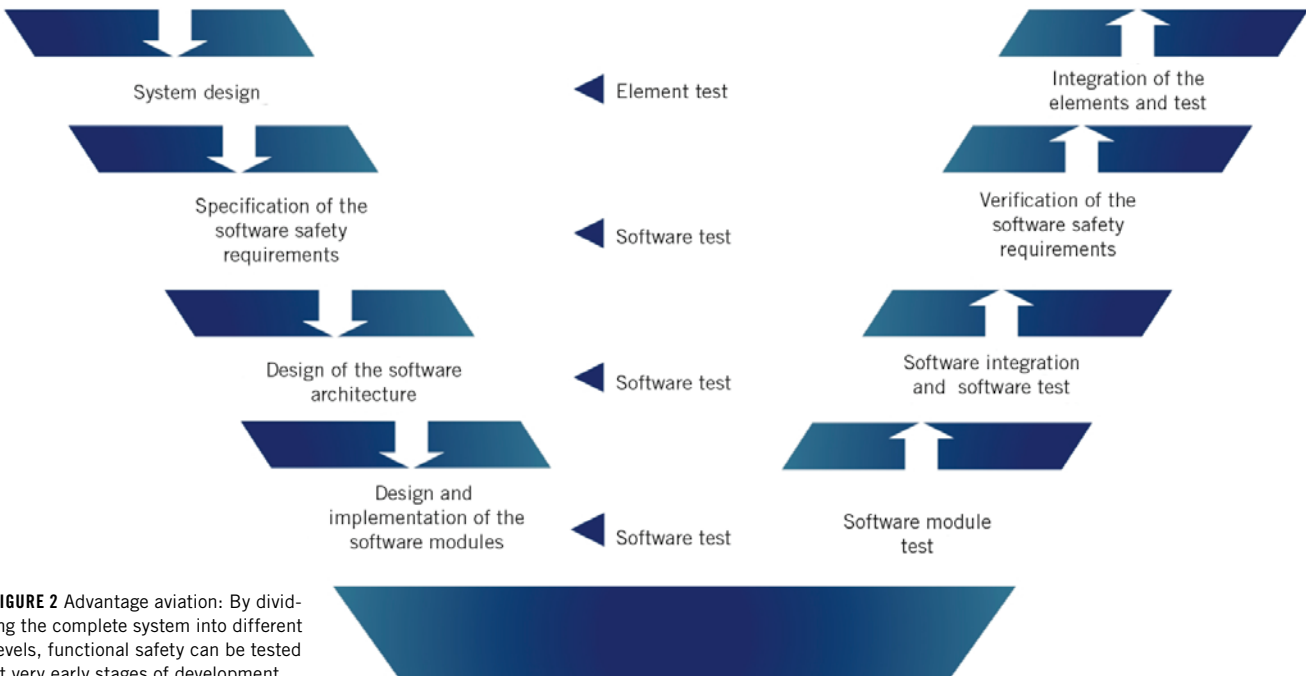 System design
Element test
Integration of the
elements and test
Specification of the
software safety
requirements
Software test
Verification of the
software safety
requirements
Design of the software
architecture
Software test
Software integration
and software test
Design and
implementation of the
software modules
Software test
Software module
test
IGURE 2 Advantage aviation: By divid-
ng the complete system into different
evels, functional safety can be tested
t very early stages of development